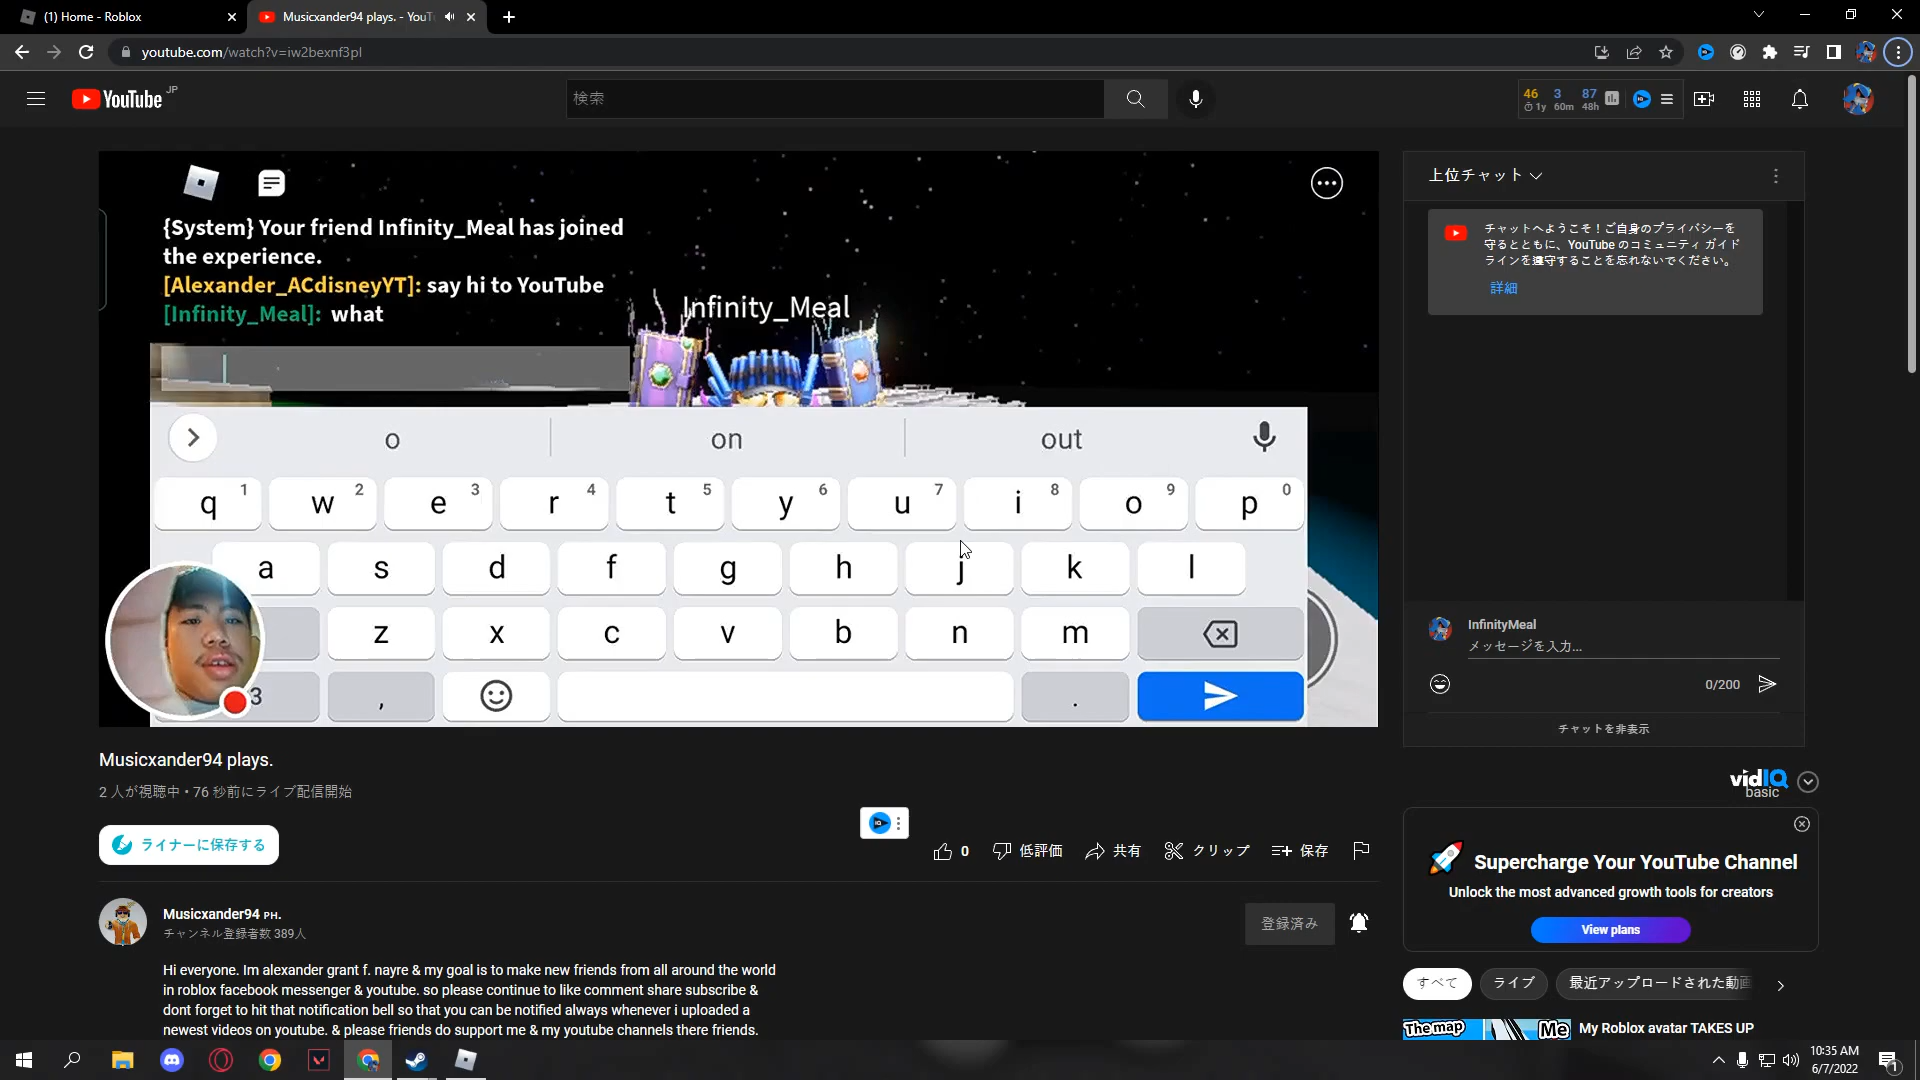 (1) Home - Roblox
Musicxander94 plays. - YouT
youtube.com/watch?v=iw2bexnf3pI
YouTube JP
検索
46 3 87
1y 60m 48h
{System} Your friend Infinity_Meal has joined
the experience.
[Alexander_ACdisneyYT]: say hi to YouTube
[Infinity_Meal]: what
Infinity_Meal
o on out
q 1 w 2 e 3 r 4 t 5 y 6 u 7 i 8 o 9 p 0
a s d f g h j k l
z x c v b n m
3 , .
上位チャット
チャットへようこそ！ご自身のプライバシーを
守るとともに、YouTube のコミュニティ ガイド
ラインを遵守することを忘れないでください。
詳細
InfinityMeal
メッセージを入力...
0/200
チャットを非表示
Musicxander94 plays.
2 人が視聴中・76 秒前にライブ配信開始
ライナーに保存する
0 低評価 共有 クリップ 保存
Musicxander94 PH.
チャンネル登録者数 389人
登録済み
Hi everyone. Im alexander grant f. nayre & my goal is to make new friends from all around the world
in roblox facebook messenger & youtube. so please continue to like comment share subscribe &
dont forget to hit that notification bell so that you can be notified always whenever i uploaded a
newest videos on youtube. & please friends do support me & my youtube channels there friends.
vidIQ
basic
Supercharge Your YouTube Channel
Unlock the most advanced growth tools for creators
View plans
すべて ライブ 最近アップロードされた動画
The map Me
My Roblox avatar TAKES UP
10:35 AM
6/7/2022
1